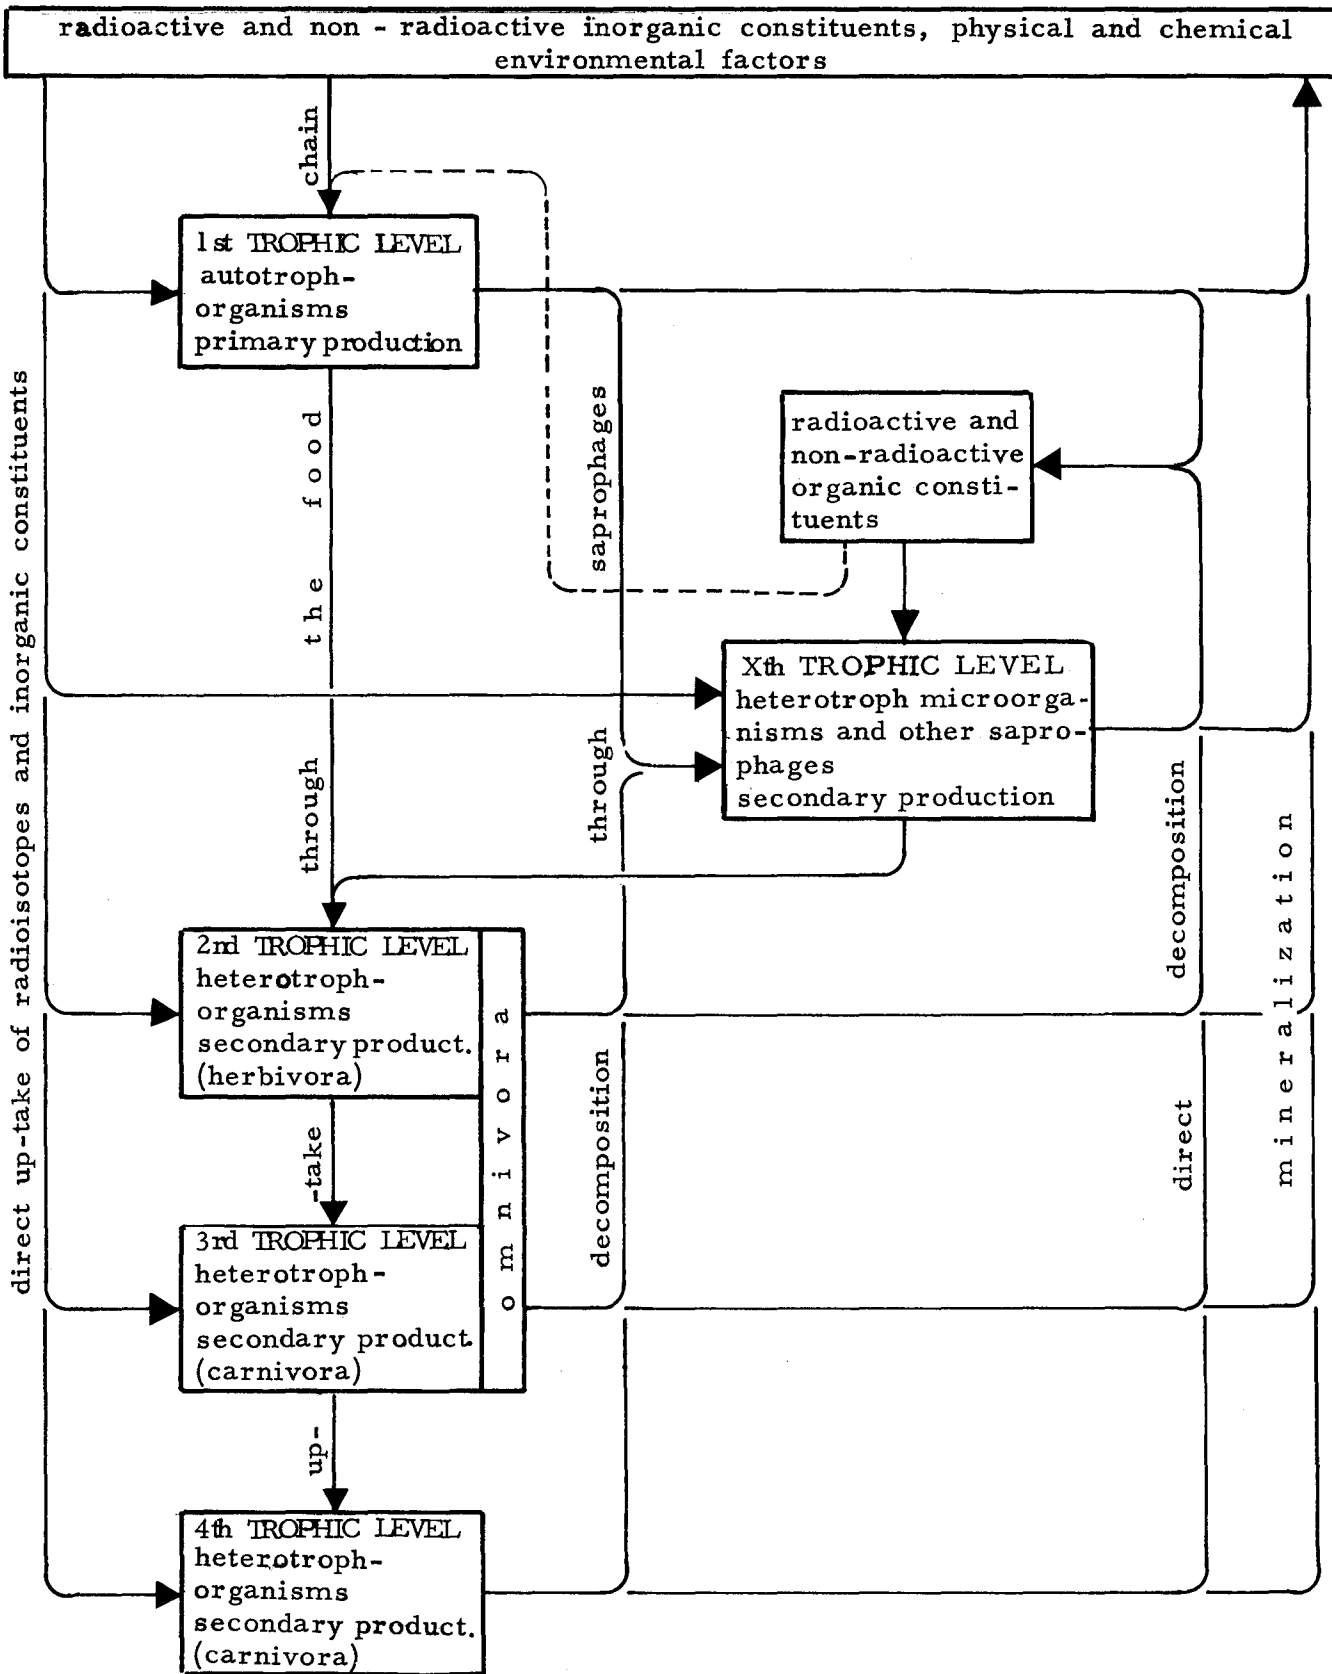 radioactive and non - radioactive inorganic constituents, physical and chemical
environmental factors
chain
1st TROPHIC LEVEL
autotroph-
organisms
primary production
the food
saprophages
radioactive and
non-radioactive
organic consti-
tuents
direct up-take of radioisotopes and inorganic constituents
Xth TROPHIC LEVEL
heterotroph microorga-
nisms and other sapro-
phages
secondary production
through
through
decomposition
mineralization
2nd TROPHIC LEVEL
heterotroph-
organisms
secondary product.
(herbivora)
omnivora
-take
decomposition
direct
3rd TROPHIC LEVEL
heterotroph-
organisms
secondary product.
(carnivora)
up-
4th TROPHIC LEVEL
heterotroph-
organisms
secondary product.
(carnivora)